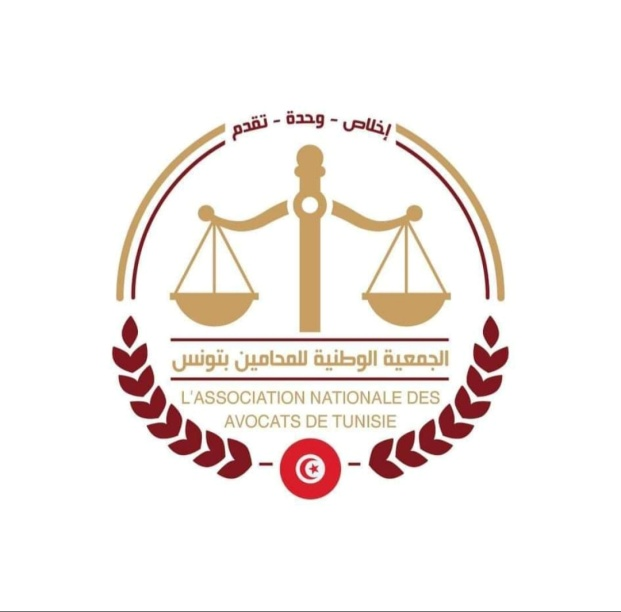 إخلاص - وحدة - تقدم
الجمعية الوطنية للمحامين بتونس
L'ASSOCIATION NATIONALE DES
AVOCATS DE TUNISIE